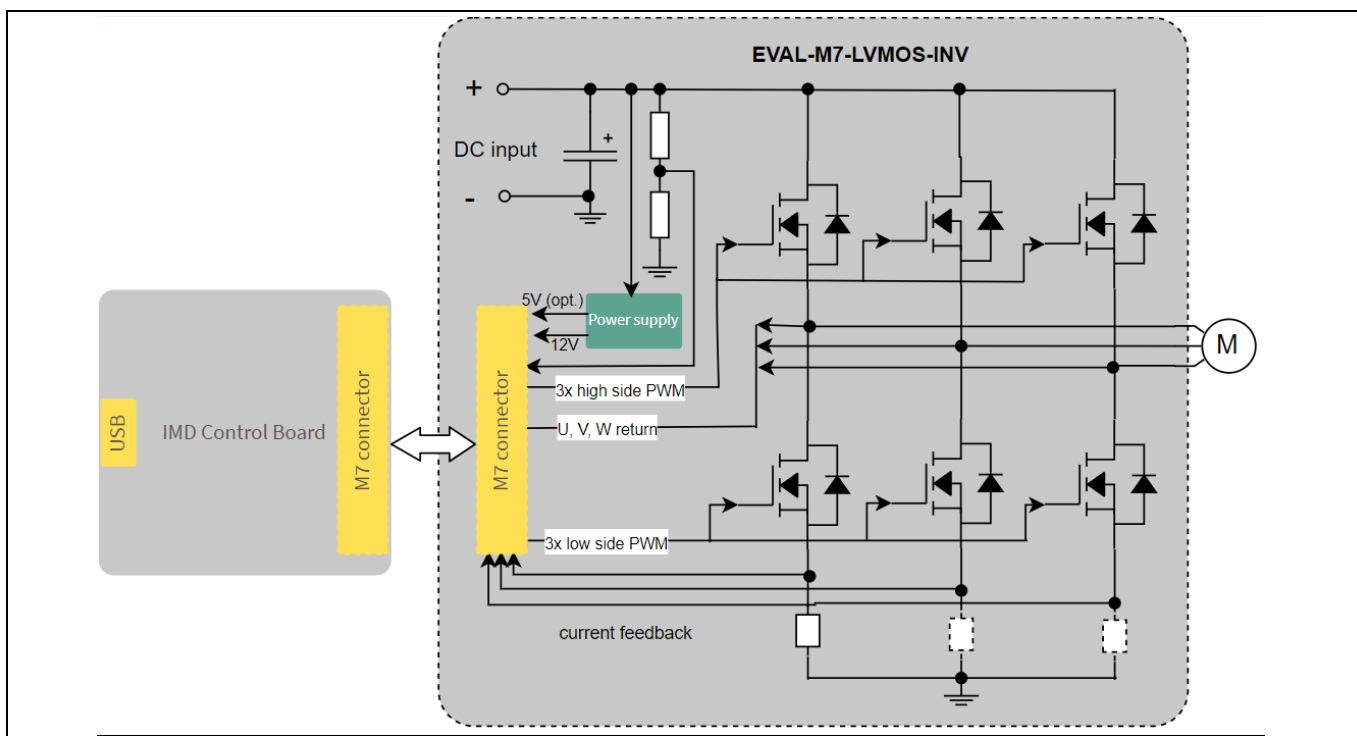 EVAL-M7-LVMOS-INV
+
+
DC input
-
5V (opt.)
Power supply
12V
M
3x high side PWM
U, V, W return
USB
IMD Control Board
M7 connector
M7 connector
3x low side PWM
current feedback